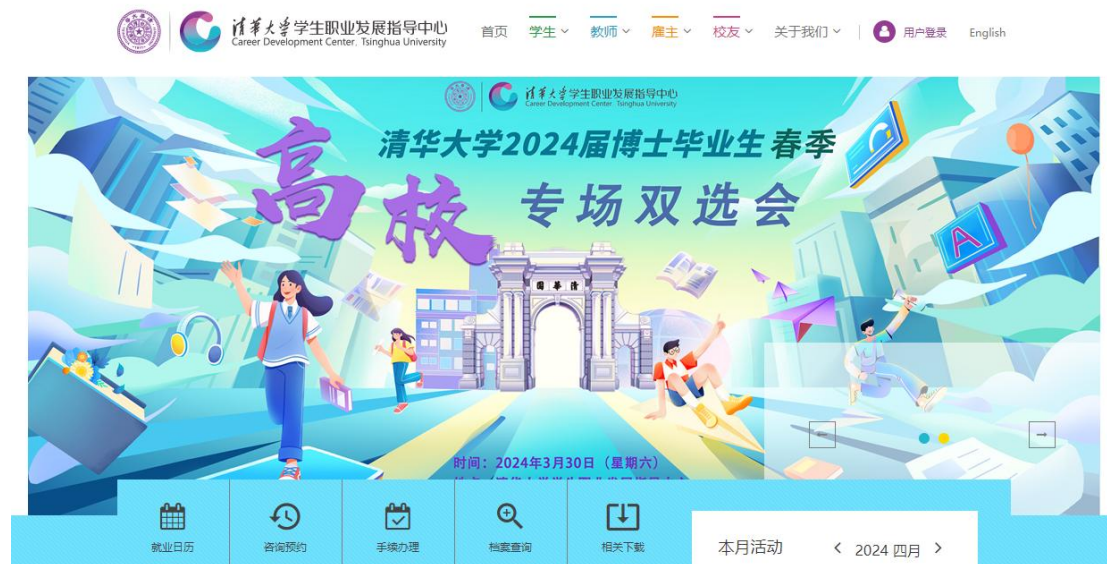 清华大学学生职业发展指导中心
Career Development Center, Tsinghua University
首页 学生 教师 雇主 校友 关于我们 用户登录 English
清华大学学生职业发展指导中心
Career Development Center, Tsinghua University
清华大学2024届博士毕业生春季
高校
专场双选会
園華清
A
时间：2024年3月30日（星期六）
就业日历 咨询预约 手续办理 档案查询 相关下载
本月活动 2024 四月